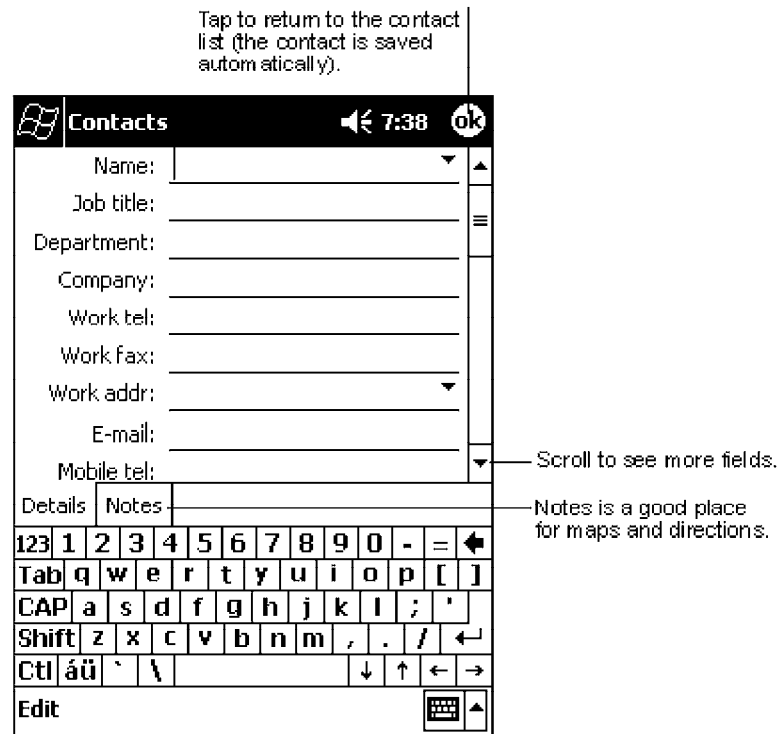 Tap to return to the contact
list (the contact is saved
automatically).
Contacts 7:38 ok
Name:
Job title:
Department:
Company:
Work tel:
Work fax:
Work addr:
E-mail:
Mobile tel:
Scroll to see more fields.
Details Notes
Notes is a good place
for maps and directions.
123 1 2 3 4 5 6 7 8 9 0 - =
Tab q w e r t y u i o p [ ]
CAP a s d f g h j k l ; '
Shift z x c v b n m , . /
Ctl áü ` \
Edit